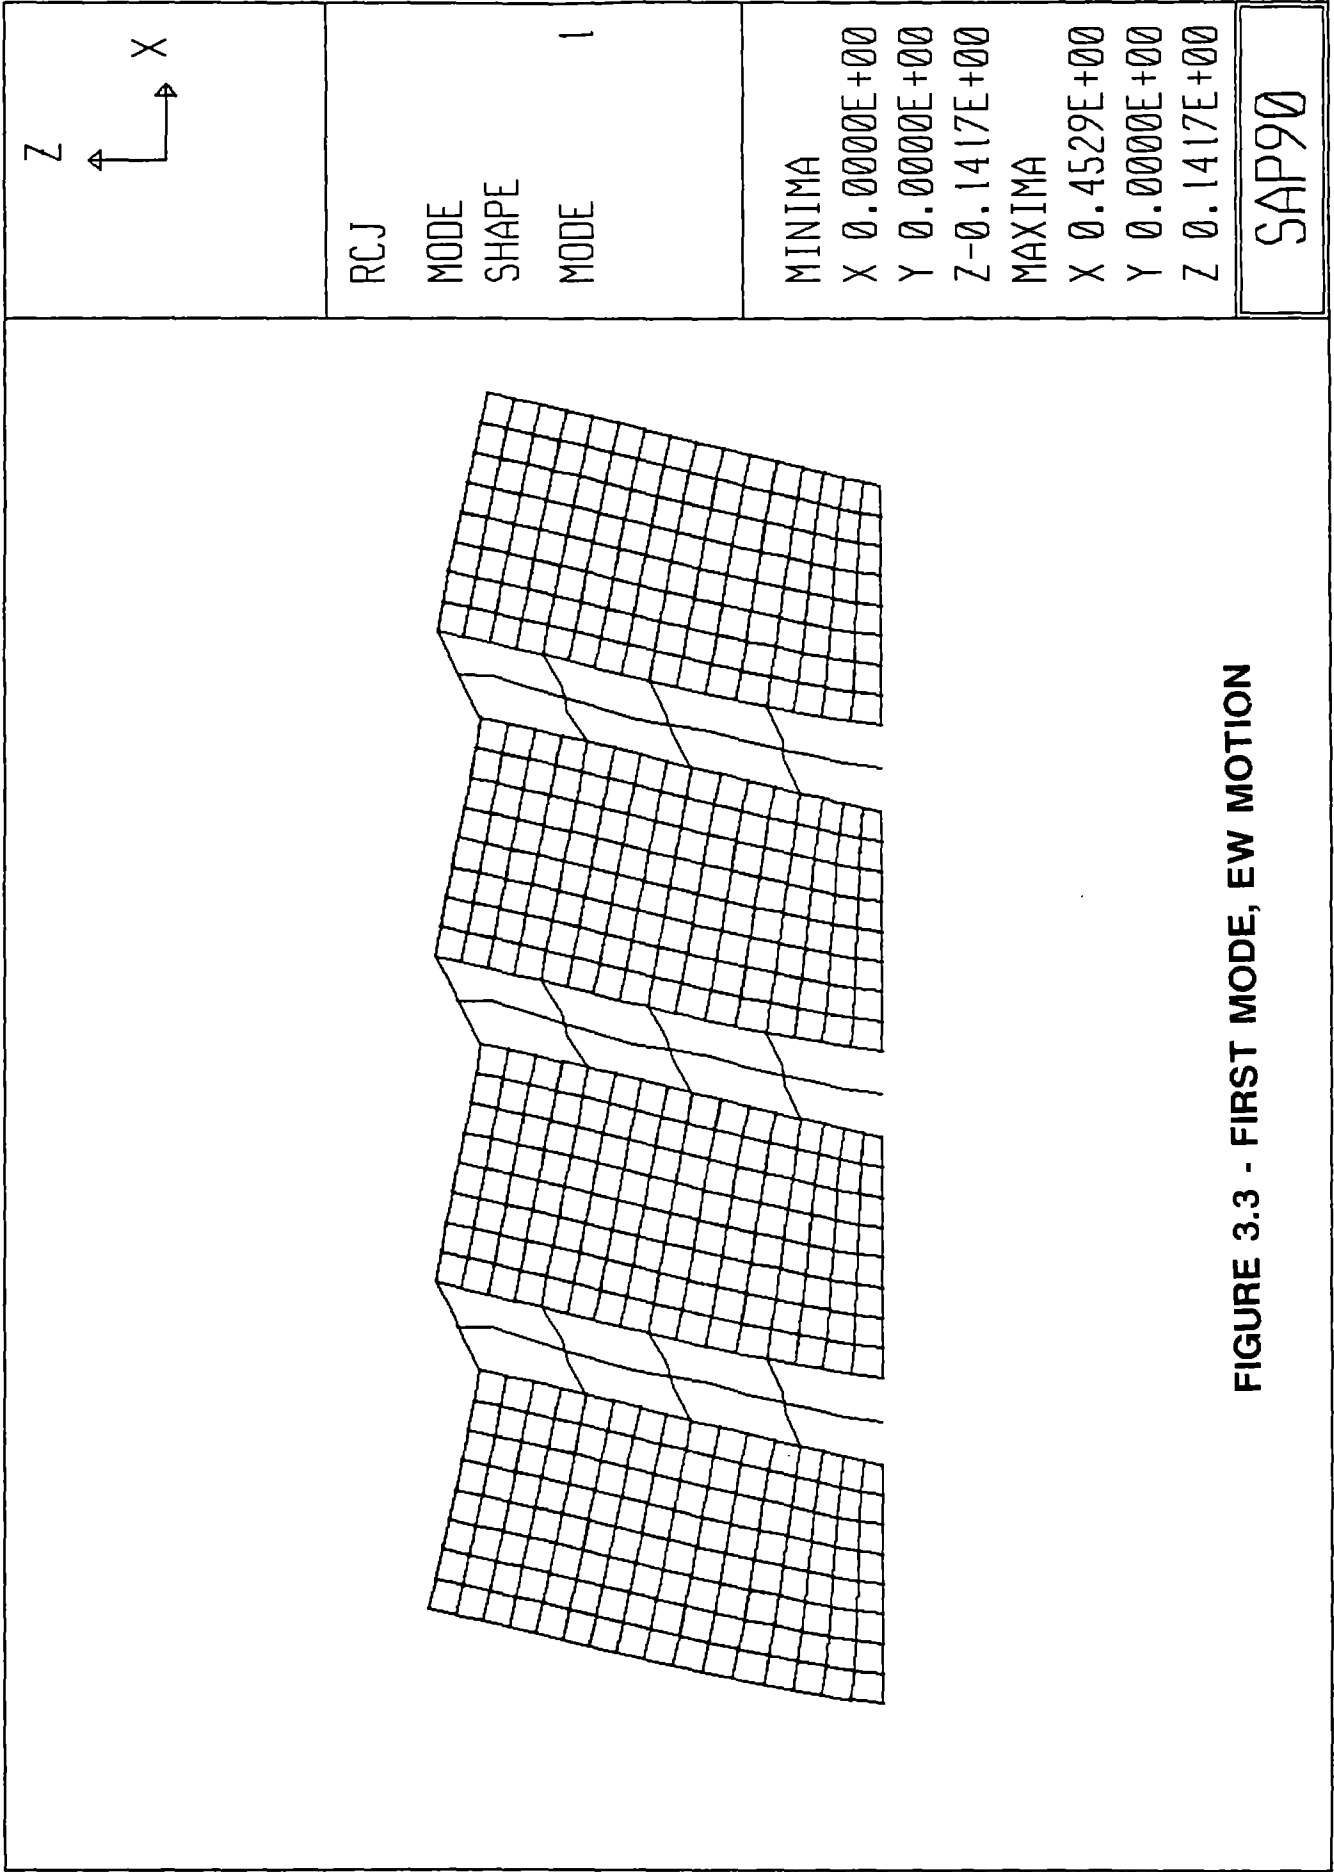 Z
X
RCJ
MODE
SHAPE
MODE 1
MINIMA
X 0.0000E+00
Y 0.0000E+00
Z-0.1417E+00
MAXIMA
X 0.4529E+00
Y 0.0000E+00
Z 0.1417E+00
SAP90
FIGURE 3.3 - FIRST MODE, EW MOTION